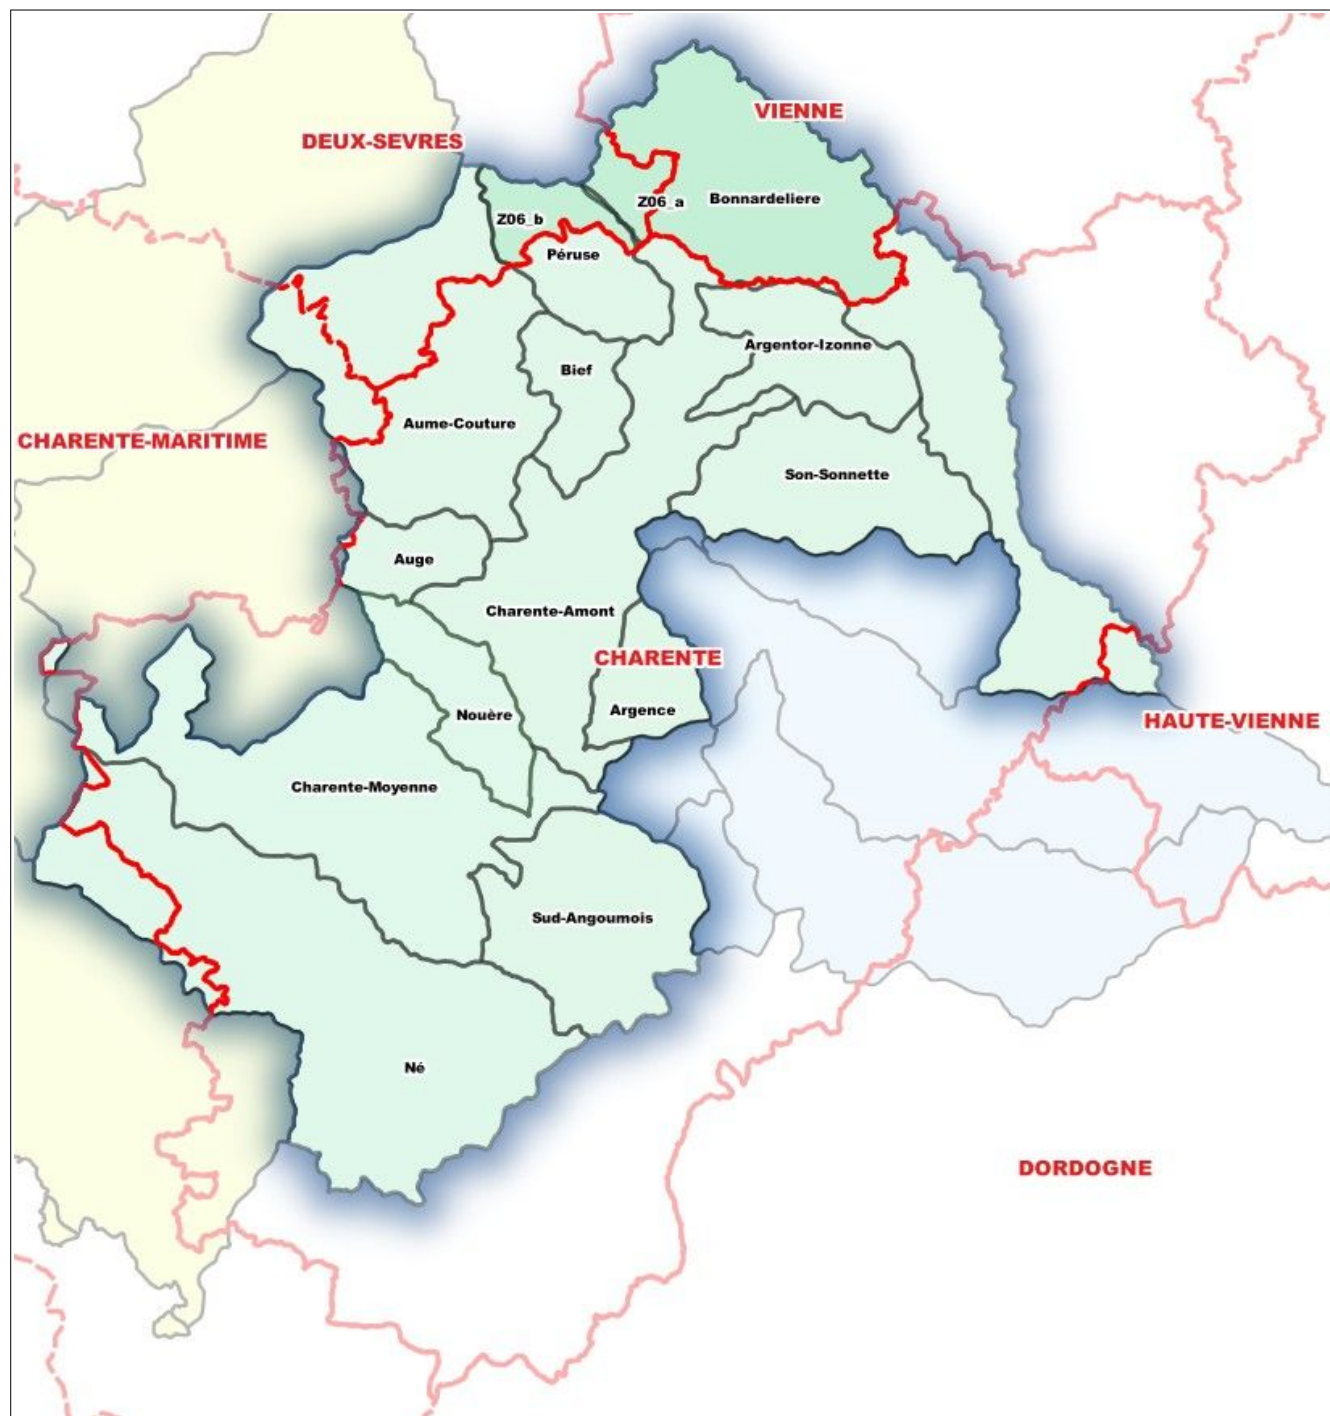 VIENNE
DEUX-SEVRES
Bonnardeliere
Z06_a
Z06_b
Péruse
Argentor-Izonne
Bief
Aume-Couture
CHARENTE-MARITIME
Son-Sonnette
Auge
Charente-Amont
CHARENTE
Argence
Nouère
HAUTE-VIENNE
Charente-Moyenne
Sud-Angoumois
Né
DORDOGNE